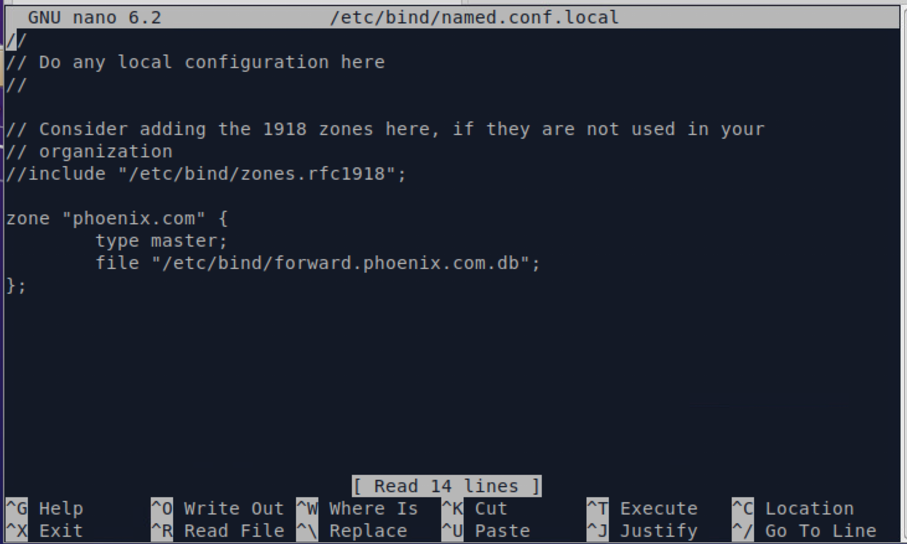 GNU nano 6.2 /etc/bind/named.conf.local
//
// Do any local configuration here
//
// Consider adding the 1918 zones here, if they are not used in your
// organization
//include "/etc/bind/zones.rfc1918";
zone "phoenix.com" {
type master;
file "/etc/bind/forward.phoenix.com.db";
};
[ Read 14 lines ]
^G Help ^O Write Out ^W Where Is ^K Cut ^T Execute ^C Location
^X Exit ^R Read File ^\ Replace ^U Paste ^J Justify ^/ Go To Line